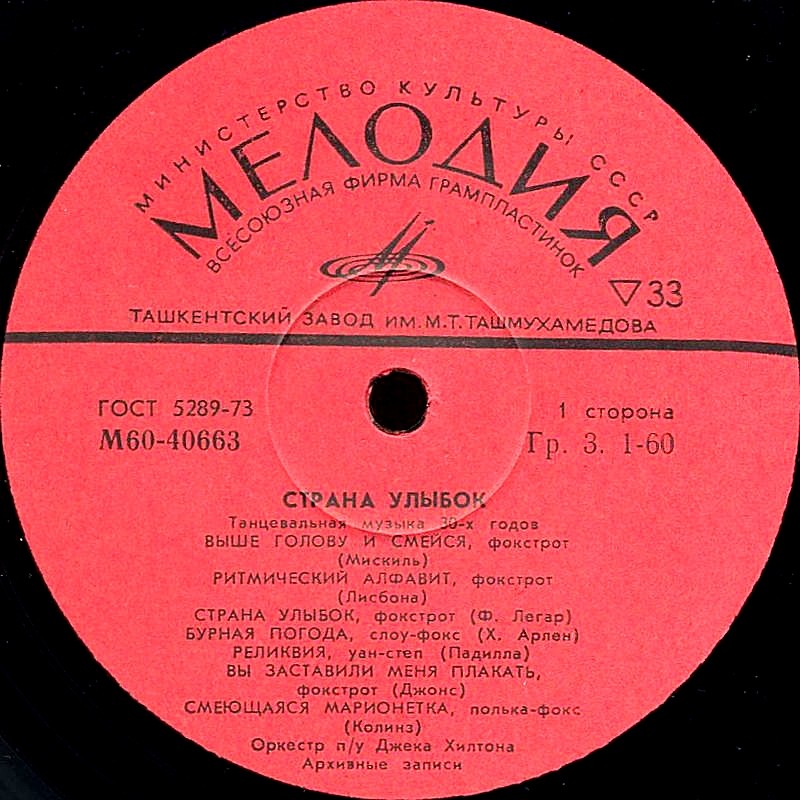 МИНИСТЕРСТВО КУЛЬТУРЫ СССР
МЕЛОДИЯ
ВСЕСОЮЗНАЯ ФИРМА ГРАМПЛАСТИНОК
▽33
ТАШКЕНТСКИЙ ЗАВОД ИМ. М.Т. ТАШМУХАМЕДОВА
ГОСТ 5289-73
1 сторона
М60-40663
Гр. 3. 1-60
СТРАНА УЛЫБОК
Танцевальная музыка 30-х годов
ВЫШЕ ГОЛОВУ И СМЕЙСЯ, фокстрот
(Мискиль)
РИТМИЧЕСКИЙ АЛФАВИТ, фокстрот
(Лисбона)
СТРАНА УЛЫБОК, фокстрот (Ф. Легар)
БУРНАЯ ПОГОДА, слоу-фокс (Х. Арлен)
РЕЛИКВИЯ, уан-степ (Падилла)
ВЫ ЗАСТАВИЛИ МЕНЯ ПЛАКАТЬ,
фокстрот (Джонс)
СМЕЮЩАЯСЯ МАРИОНЕТКА, полька-фокс
(Колинз)
Оркестр п/у Джека Хилтона
Архивные записи